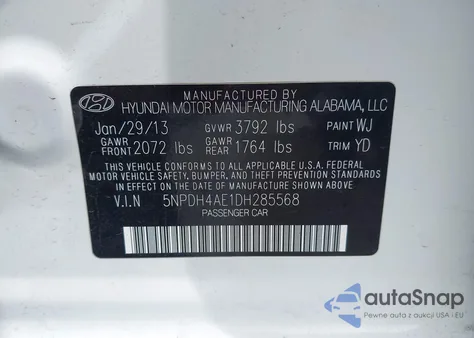 MANUFACTURED BY
HYUNDAI MOTOR MANUFACTURING ALABAMA, LLC
Jan/29/13 GVWR 3792 lbs PAINT WJ
GAWR FRONT 2072 lbs GAWR REAR 1764 lbs TRIM YD
THIS VEHICLE CONFORMS TO ALL APPLICABLE U.S.A. FEDERAL
MOTOR VEHICLE SAFETY, BUMPER, AND THEFT PREVENTION
STANDARDS IN EFFECT ON THE DATE OF MANUFACTURE SHOWN ABOVE.
V.I.N 5NPDH4AE1DH285568
PASSENGER CAR
autoSnap
Pewne auta z USA i EU